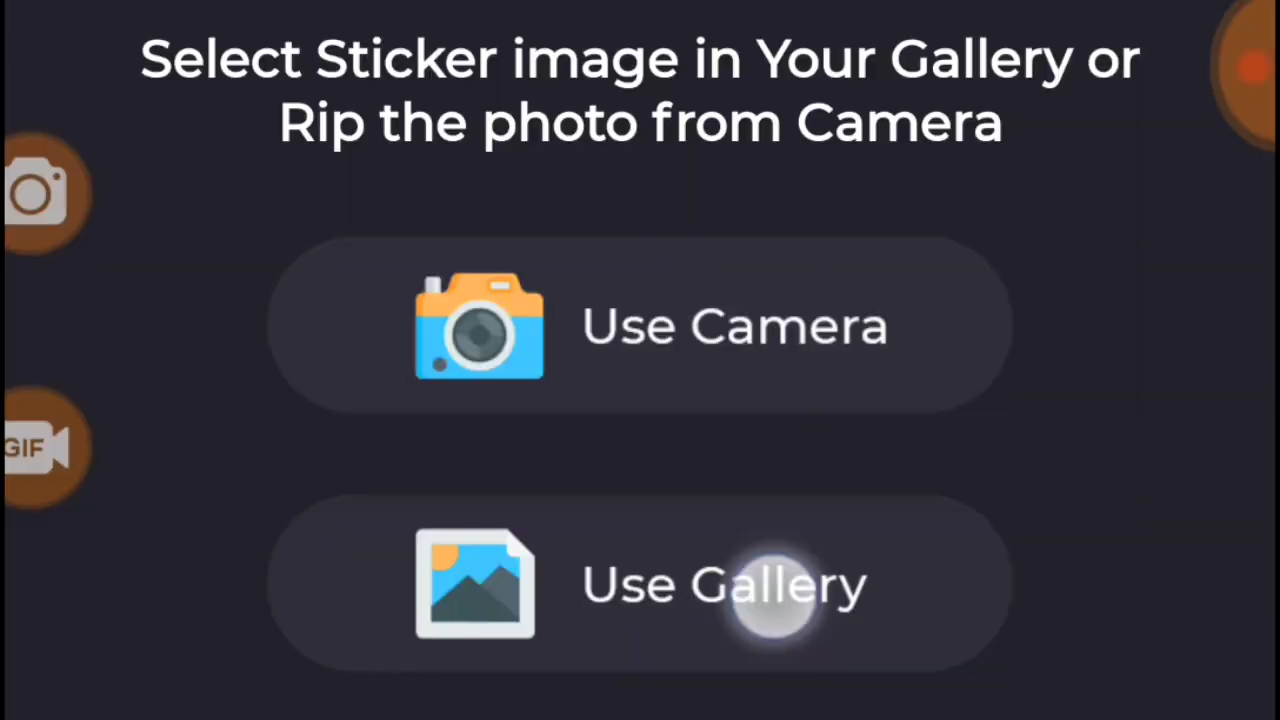 Select Sticker image in Your Gallery or
Rip the photo from Camera
Use Camera
GIF
Use Gallery